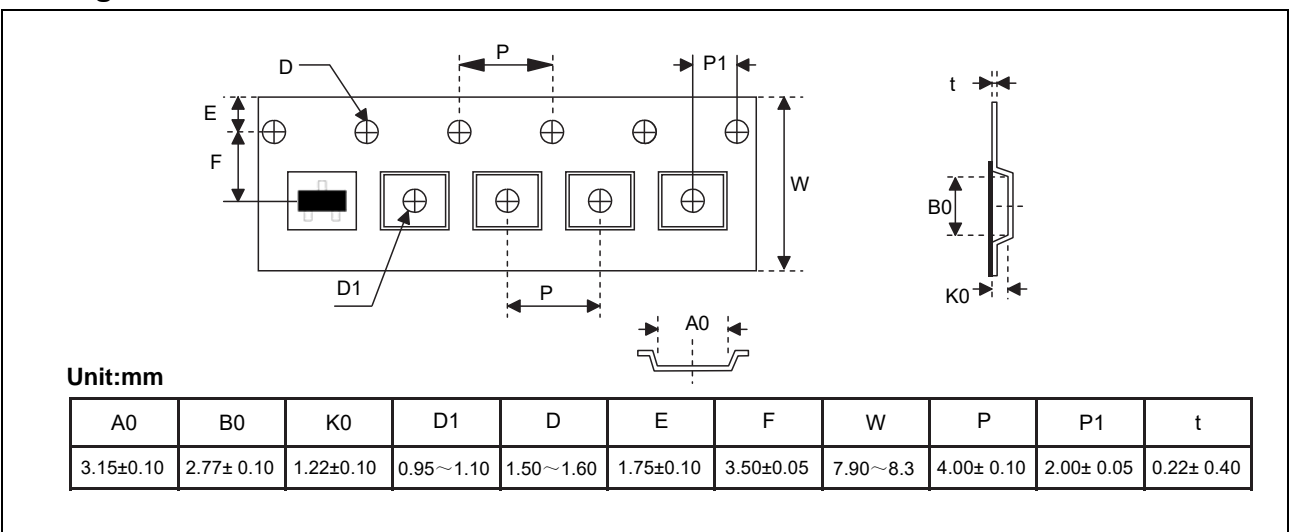 P
P1
D
t
E
F
W
B0
D1
P
K0
A0
Unit:mm
A0 B0 K0 D1 D E F W P P1 t
3.15±0.10 2.77± 0.10 1.22±0.10 0.95～1.10 1.50～1.60 1.75±0.10 3.50±0.05 7.90～8.3 4.00± 0.10 2.00± 0.05 0.22± 0.40